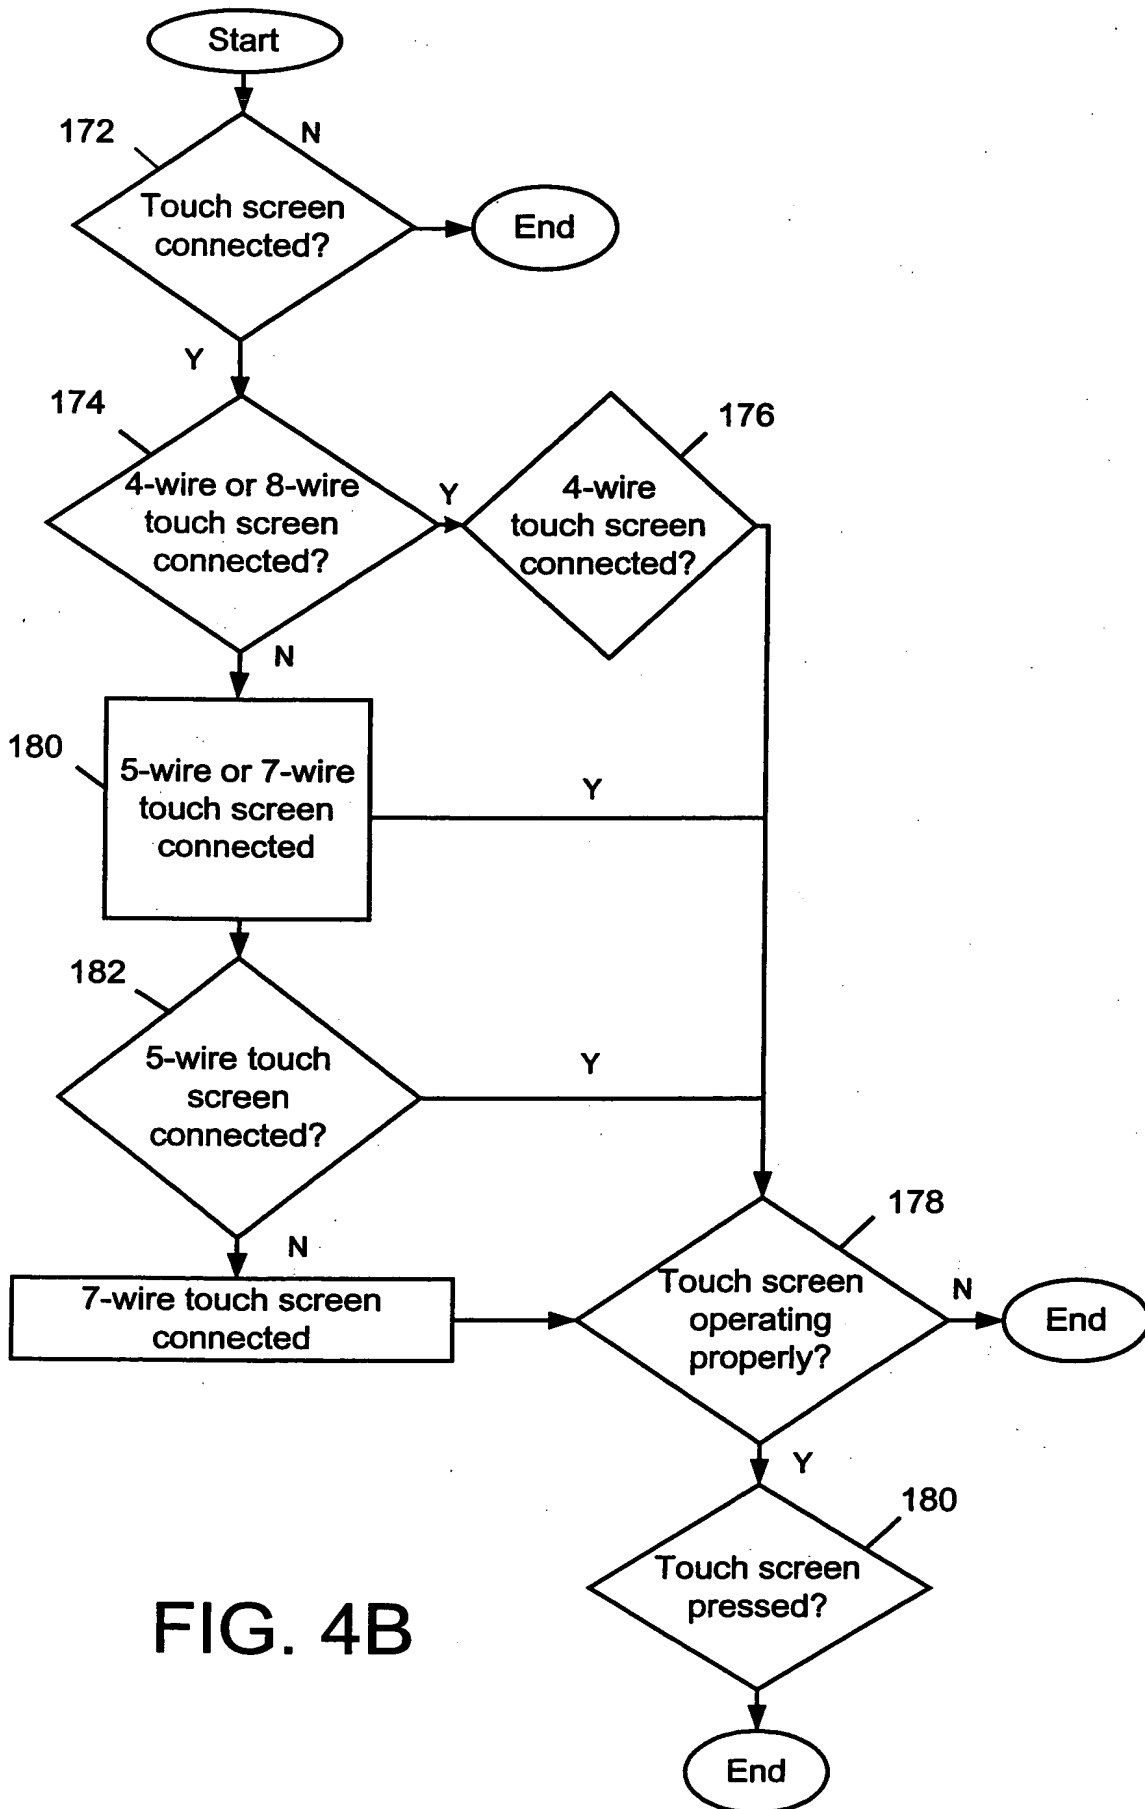 Start
172
N
Touch screen
connected?
End
Y
174
4-wire or 8-wire
touch screen
connected?
Y
176
4-wire
touch screen
connected?
N
180
5-wire or 7-wire
touch screen
connected
Y
182
5-wire touch
screen
connected?
Y
N
7-wire touch screen
connected
178
Touch screen
operating
properly?
N
End
Y
180
Touch screen
pressed?
End
FIG. 4B